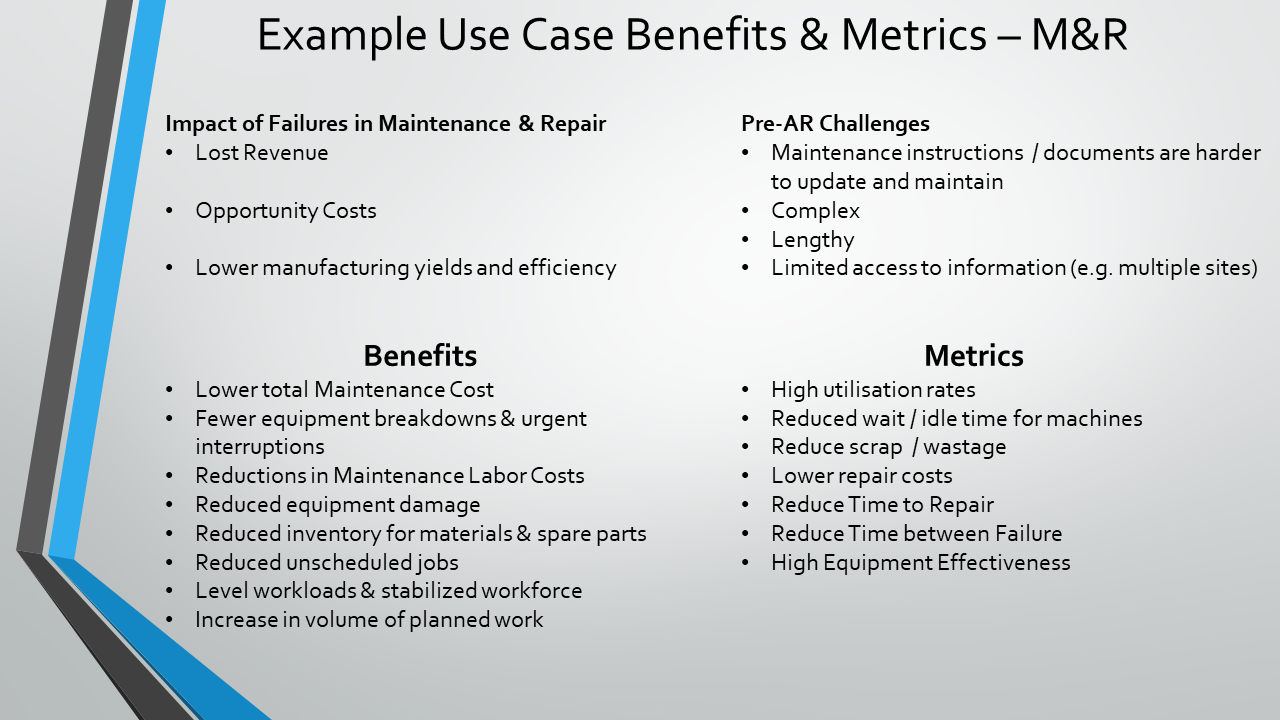 Example Use Case Benefits & Metrics – M&R
Impact of Failures in Maintenance & Repair
• Lost Revenue
• Opportunity Costs
• Lower manufacturing yields and efficiency
Pre-AR Challenges
• Maintenance instructions / documents are harder
to update and maintain
• Complex
• Lengthy
• Limited access to information (e.g. multiple sites)
Benefits
• Lower total Maintenance Cost
• Fewer equipment breakdowns & urgent
interruptions
• Reductions in Maintenance Labor Costs
• Reduced equipment damage
• Reduced inventory for materials & spare parts
• Reduced unscheduled jobs
• Level workloads & stabilized workforce
• Increase in volume of planned work
Metrics
• High utilisation rates
• Reduced wait / idle time for machines
• Reduce scrap / wastage
• Lower repair costs
• Reduce Time to Repair
• Reduce Time between Failure
• High Equipment Effectiveness